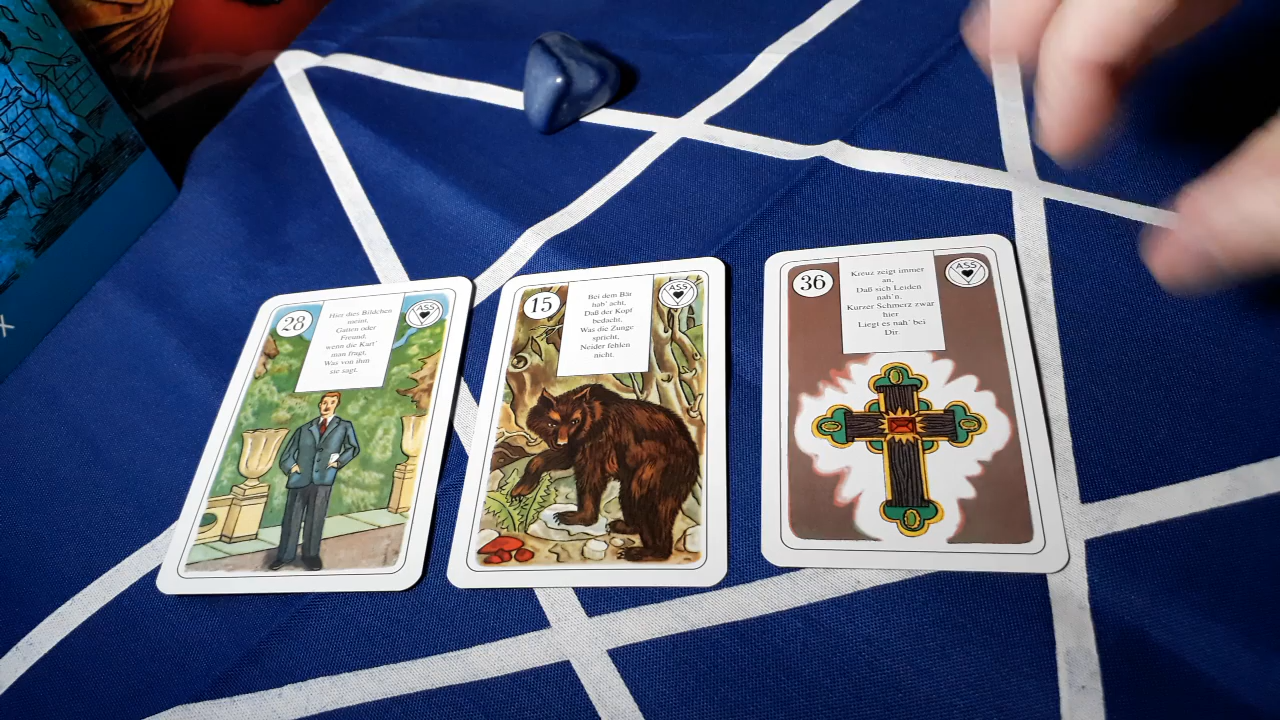 28
ASS
Hier dies Bildchen
meint,
Gatten oder
Freund,
wenn die Kart'
man fragt,
Was von ihm
sie sagt.
15
ASS
Bei dem Bär
hab' acht,
Daß der Kopf
bedacht.
Was die Zunge
spricht,
Neider fehlen
nicht.
36
ASS
Kreuz zeigt immer
an,
Daß sich Leiden
nah'n.
Kurzer Schmerz zwar
hier
Liegt es nah' bei
Dir.